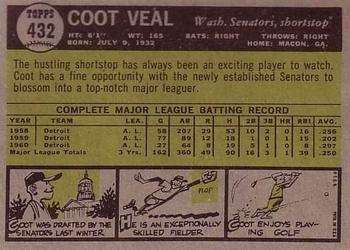 TOPPS
432
COOT VEAL
Wash. Senators, shortstop
HT: 6'1" WT: 165 BATS: RIGHT THROWS: RIGHT
BORN: JULY 9, 1932 HOME: MACON, GA.
The hustling shortstop has always been an exciting player to watch.
Coot has a fine opportunity with the newly established Senators to
blossom into a top-notch major leaguer.
COMPLETE MAJOR LEAGUE BATTING RECORD
YEAR TEAM LEA. G AB R H 2B 3B HR RBI AVG.
1958 Detroit A. L. 58 207 29 53 10 2 0 16 .256
1959 Detroit A. L. 77 89 12 18 1 0 1 15 .202
1960 Detroit A. L. 27 64 8 19 5 1 0 8 .297
Major League Totals 3 Yrs. 162 360 49 90 16 3 1 39 .250
COOT WAS DRAFTED BY THE
SENATORS LAST WINTER
PLOP
HE IS AN EXCEPTIONALLY
SKILLED FIELDER
COOT ENJOYS PLAY-
ING GOLF